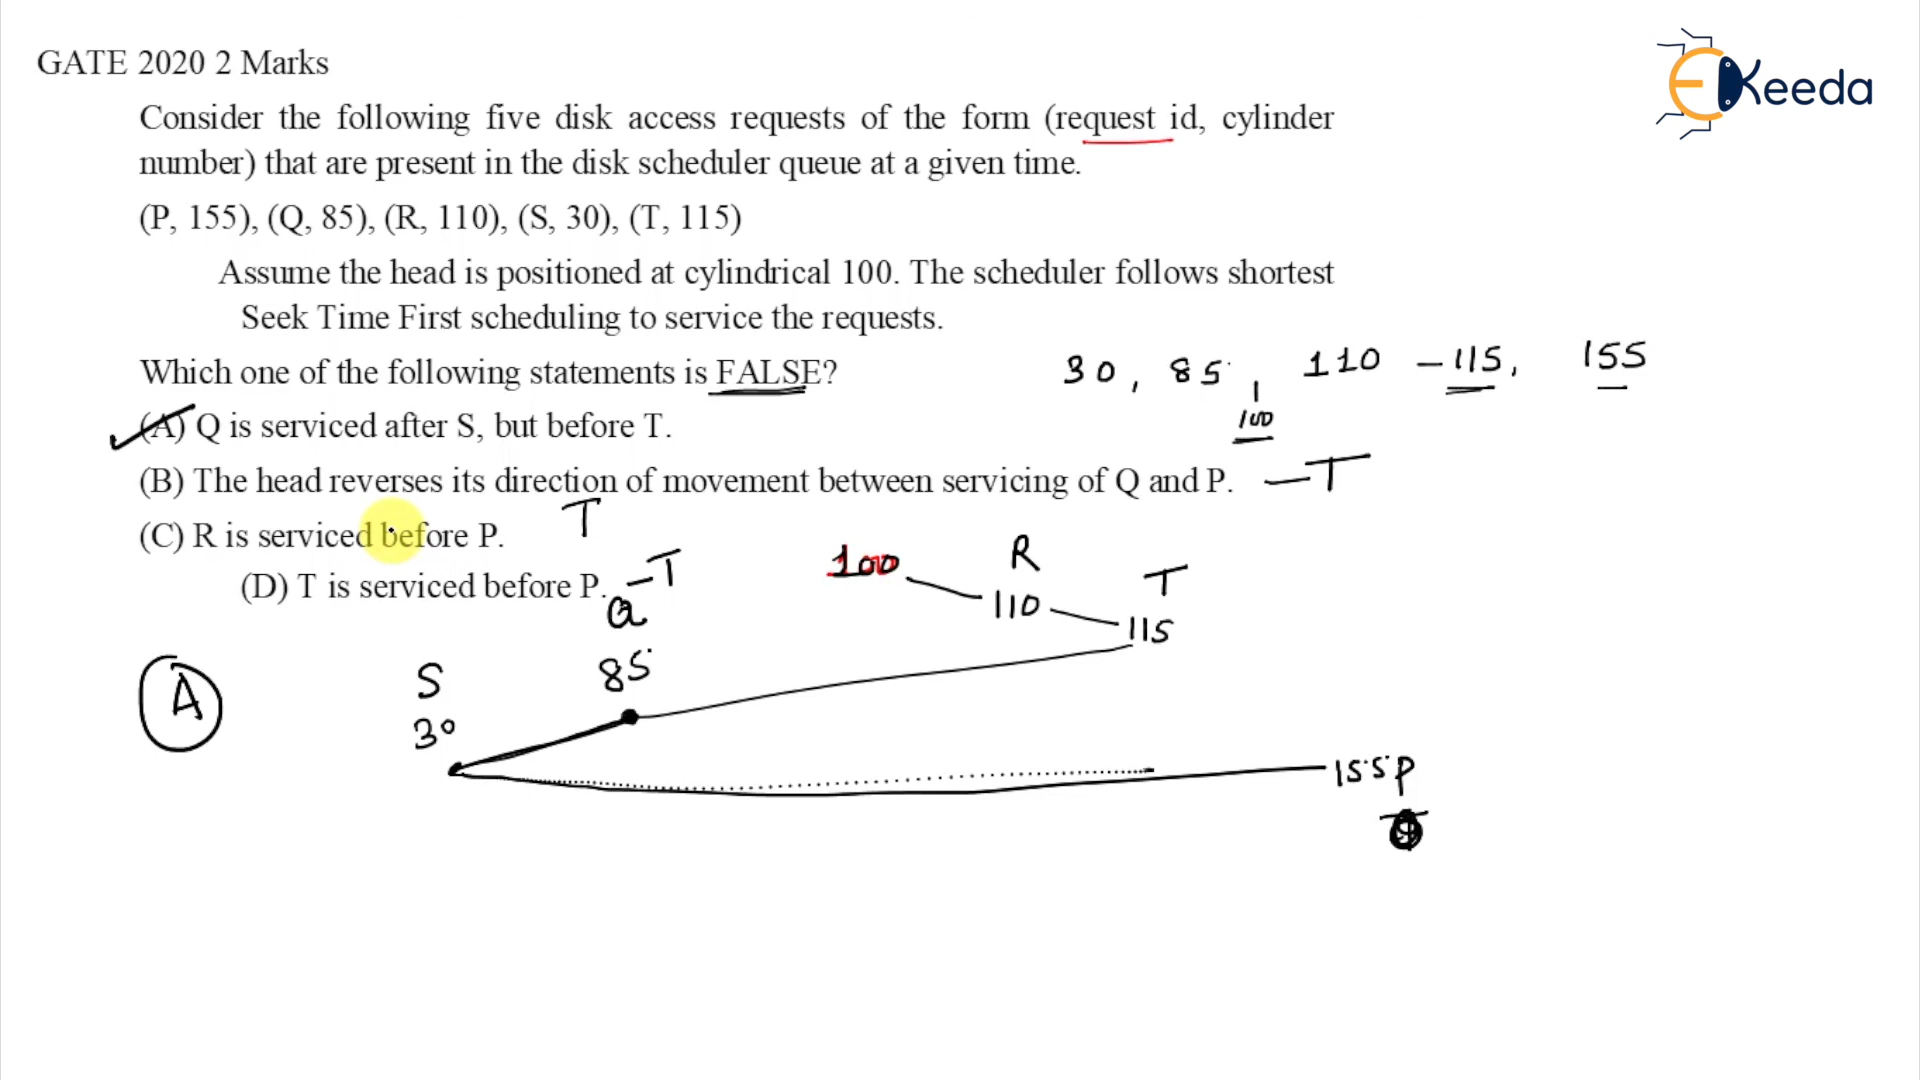 GATE 2020 2 Marks
EKeeda
Consider the following five disk access requests of the form (request id, cylinder
number) that are present in the disk scheduler queue at a given time.
(P, 155), (Q, 85), (R, 110), (S, 30), (T, 115)
Assume the head is positioned at cylindrical 100. The scheduler follows shortest
Seek Time First scheduling to service the requests.
Which one of the following statements is FALSE?
30, 85, 110 - 115, 155
100
(A) Q is serviced after S, but before T.
(B) The head reverses its direction of movement between servicing of Q and P. - T
(C) R is serviced before P. T
(D) T is serviced before P. - T
100 R T
110 115
Q
S 85
30
A
155 P